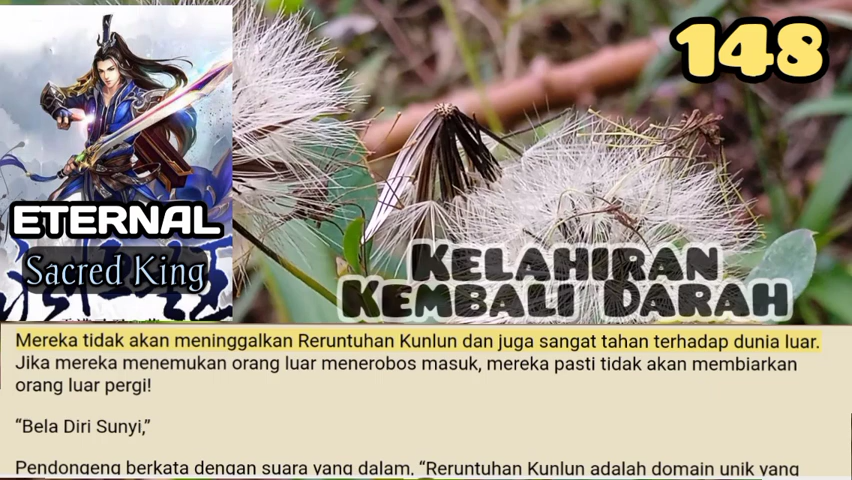 148
ETERNAL
Sacred King
KELAHIRAN
KEMBALI DARAH
Mereka tidak akan meninggalkan Reruntuhan Kunlun dan juga sangat tahan terhadap dunia luar.
Jika mereka menemukan orang luar menerobos masuk, mereka pasti tidak akan membiarkan
orang luar pergi!
“Bela Diri Sunyi,”
Pendongeng berkata dengan suara yang dalam, “Reruntuhan Kunlun adalah domain unik yang